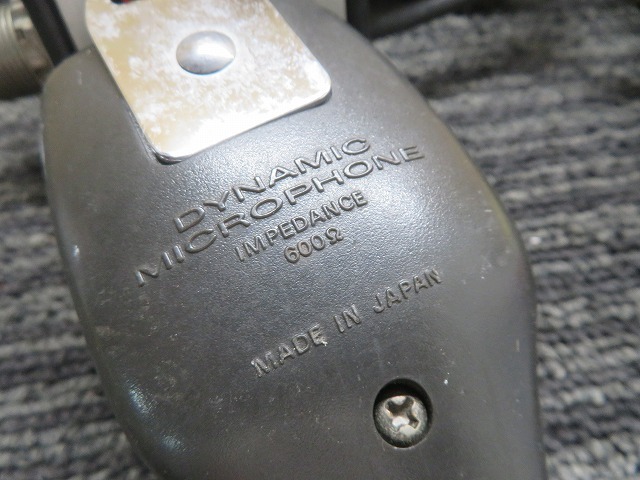 DYNAMIC
MICROPHONE
IMPEDANCE
600Ω
MADE IN JAPAN